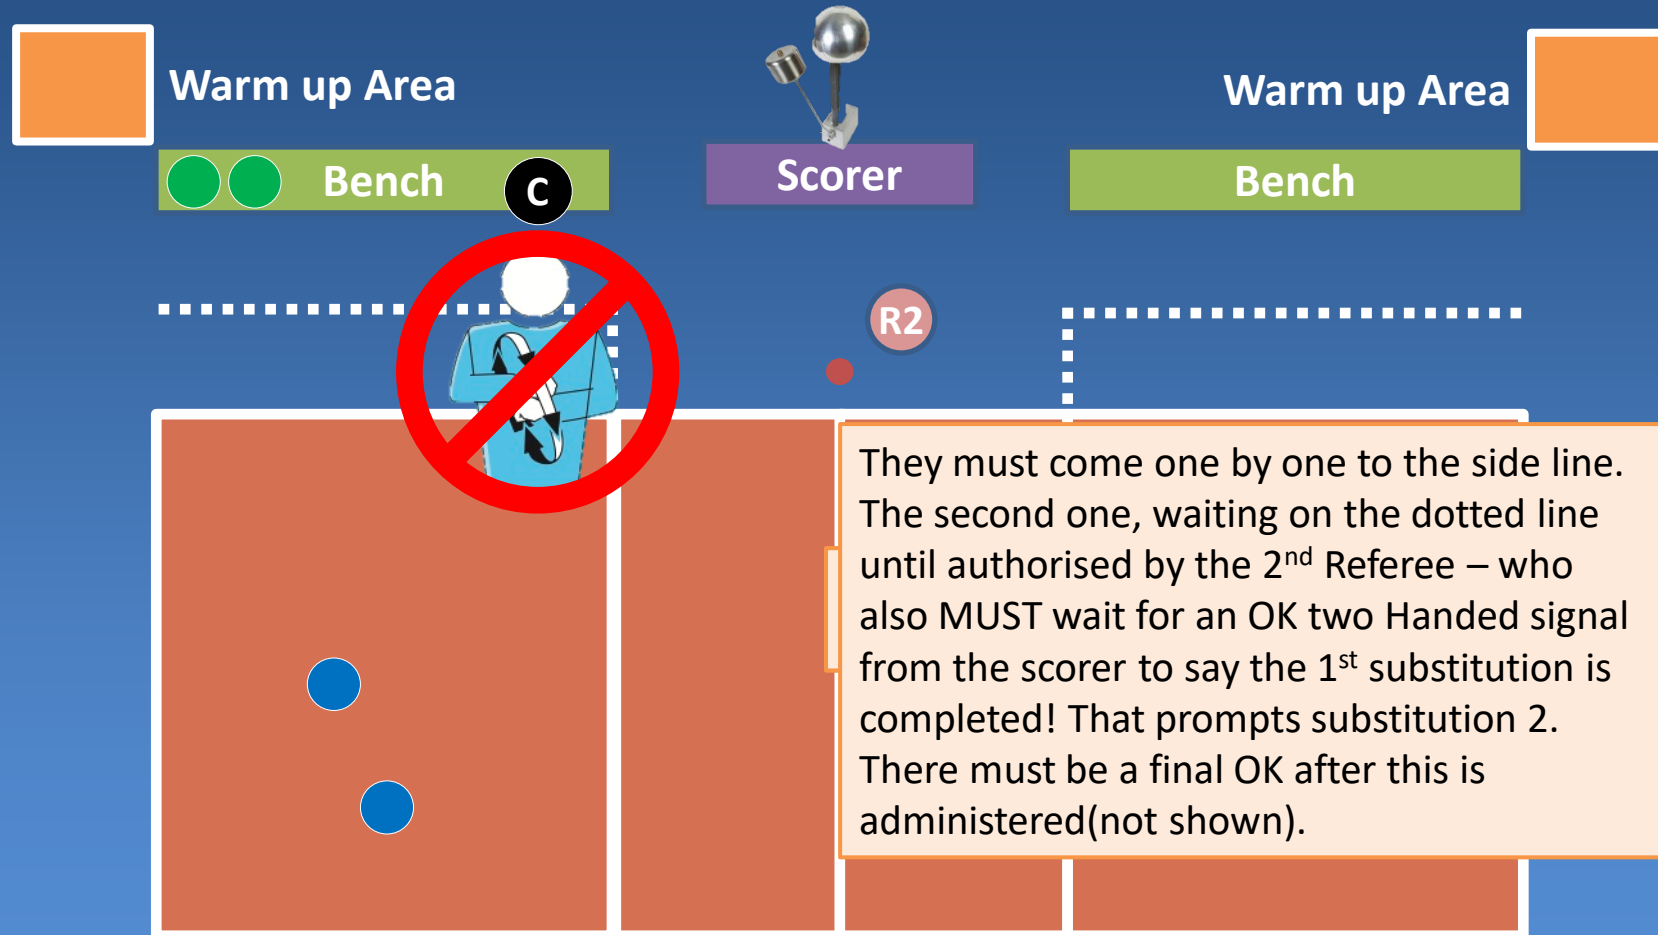 Warm up Area
Warm up Area
Bench
C
Scorer
Bench
R2
They must come one by one to the side line.
The second one, waiting on the dotted line
until authorised by the 2nd Referee – who
also MUST wait for an OK two Handed signal
from the scorer to say the 1st substitution is
completed! That prompts substitution 2.
There must be a final OK after this is
administered(not shown).